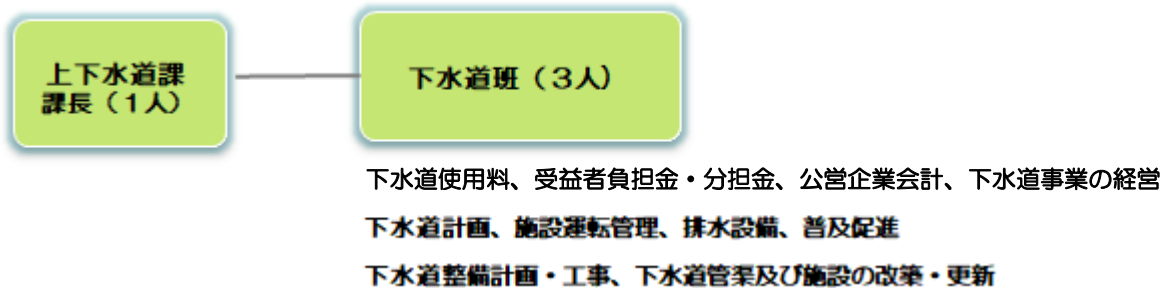 上下水道課
課長（１人）
下水道班（３人）
下水道使用料、受益者負担金・分担金、公営企業会計、下水道事業の経営
下水道計画、施設運転管理、排水設備、普及促進
下水道整備計画・工事、下水道管渠及び施設の改築・更新